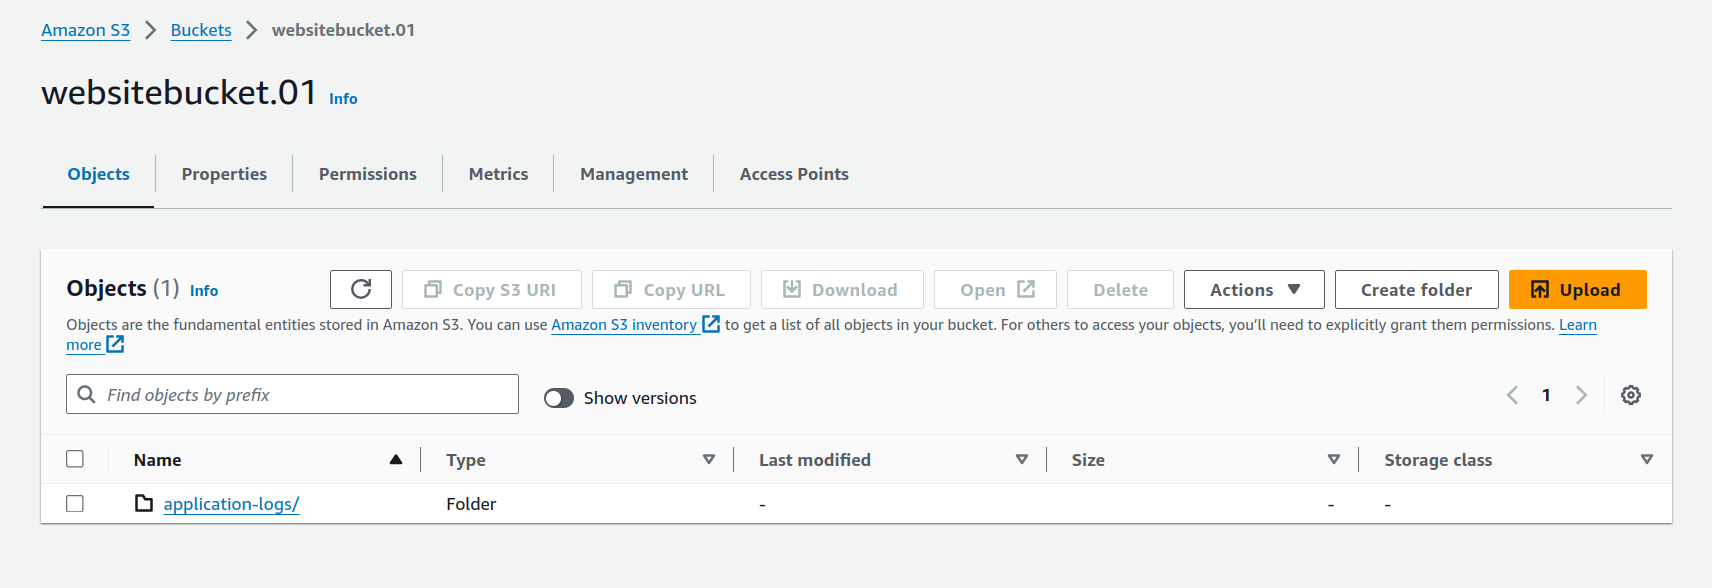 Amazon S3 > Buckets > websitebucket.01
websitebucket.01 Info
Objects Properties Permissions Metrics Management Access Points
Objects (1) Info Copy S3 URI Copy URL Download Open Delete Actions Create folder Upload
Objects are the fundamental entities stored in Amazon S3. You can use Amazon S3 inventory to get a list of all objects in your bucket. For others to access your objects, you’ll need to explicitly grant them permissions. Learn
more
Find objects by prefix Show versions 1
Name Type Last modified Size Storage class
application-logs/ Folder - - -